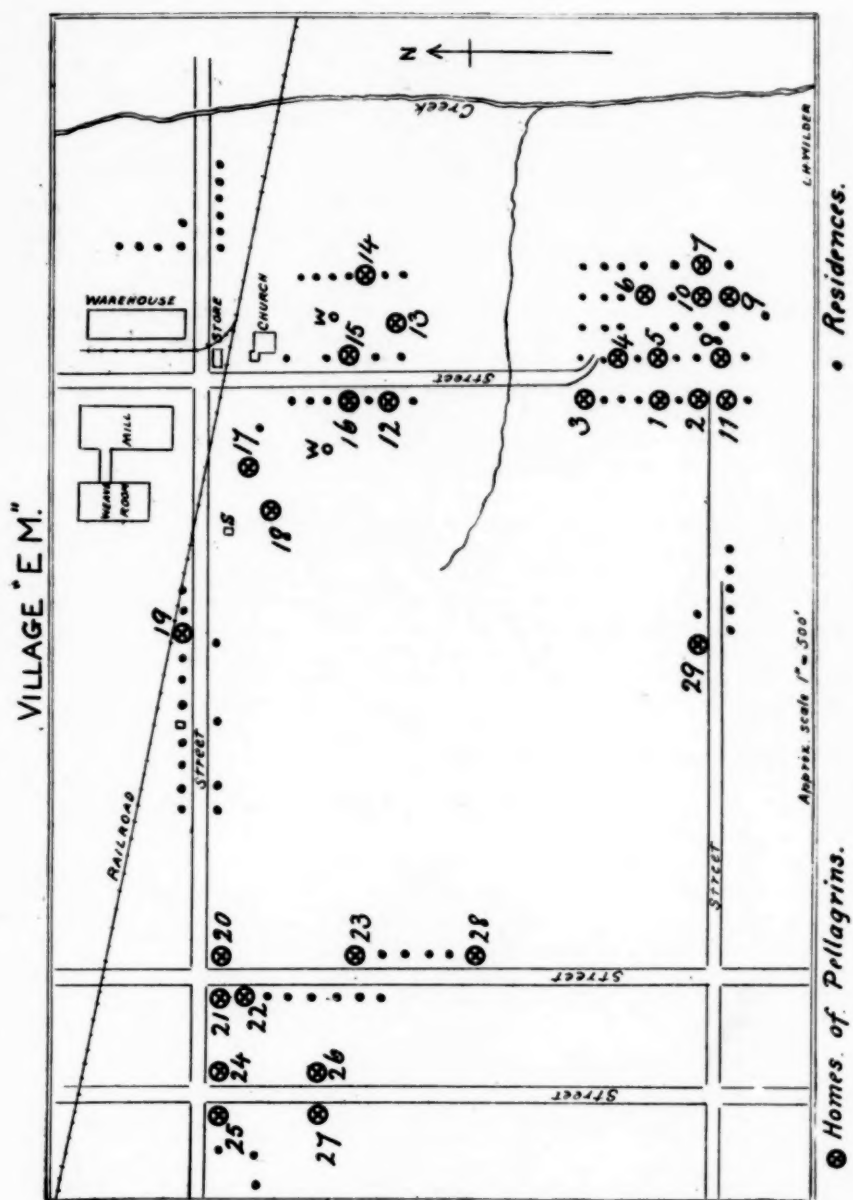 VILLAGE "E M."
N
Creek
WAREHOUSE
STORE
CHURCH
MILL
WEAVE ROOM
RAILROAD
Street
Street
Street
Street
Street
W
W
S
14
13
15
16
12
17
18
19
20
21
22
23
24
25
26
27
28
29
7
6
10
9
4
5
8
3
1
2
11
L.H. WILDER
Approx. scale 1" = 500'
⊗ Homes of Pellagrins.
• Residences.